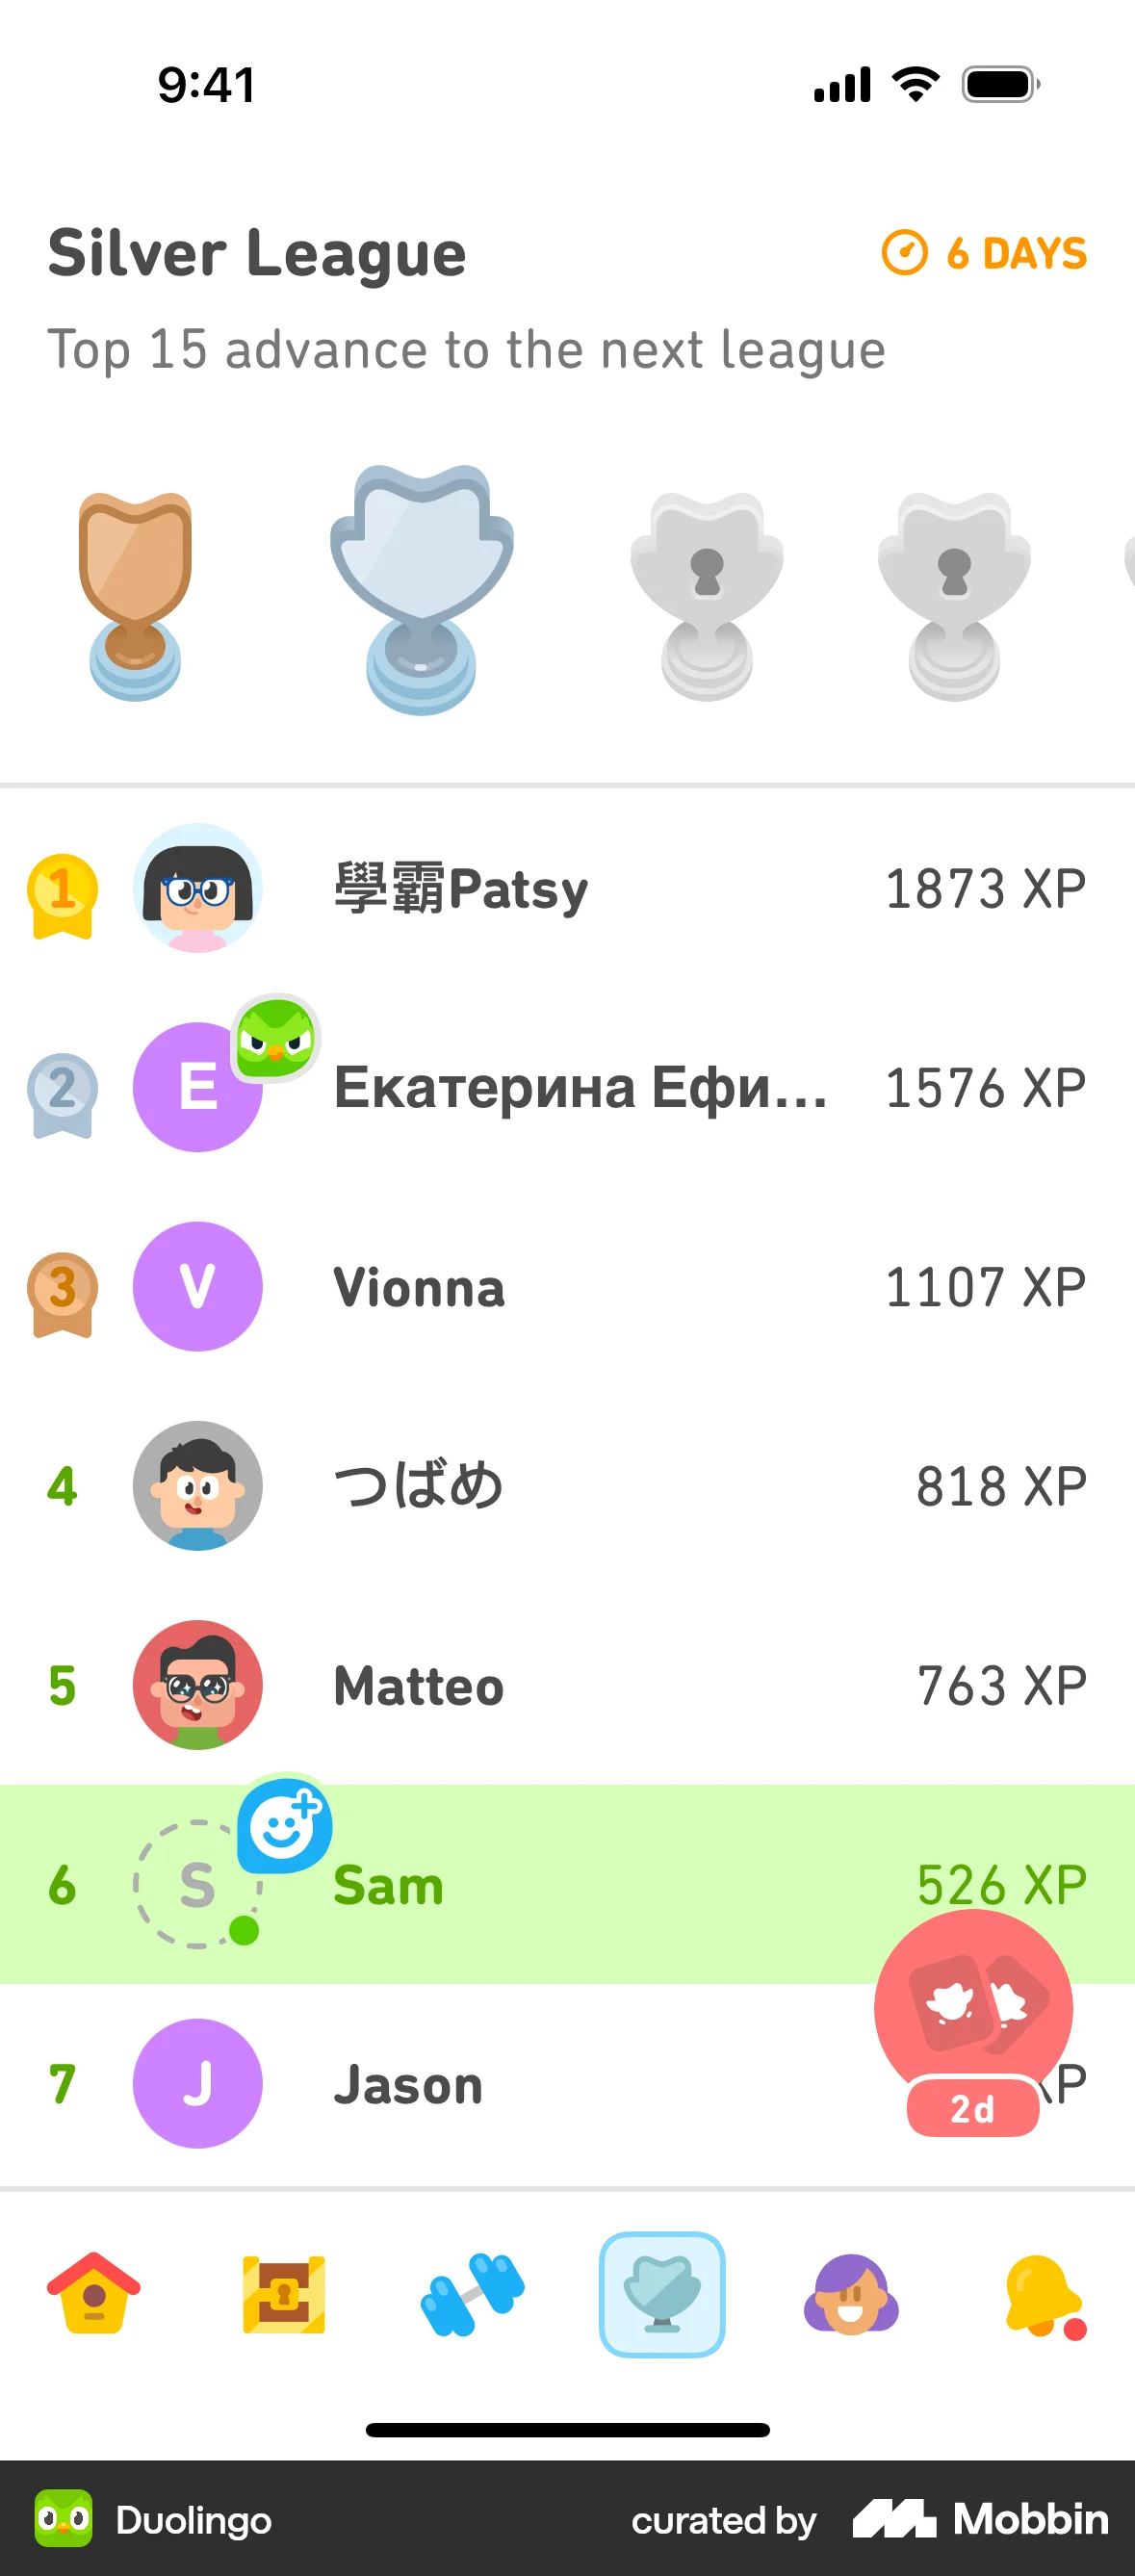 9:41
Silver League
6 DAYS
Top 15 advance to the next league
1 學霸Patsy 1873 XP
2 E Екатерина Ефи... 1576 XP
3 V Vionna 1107 XP
4 つばめ 818 XP
5 Matteo 763 XP
6 S Sam 526 XP
7 J Jason
2d
Duolingo curated by Mobbin